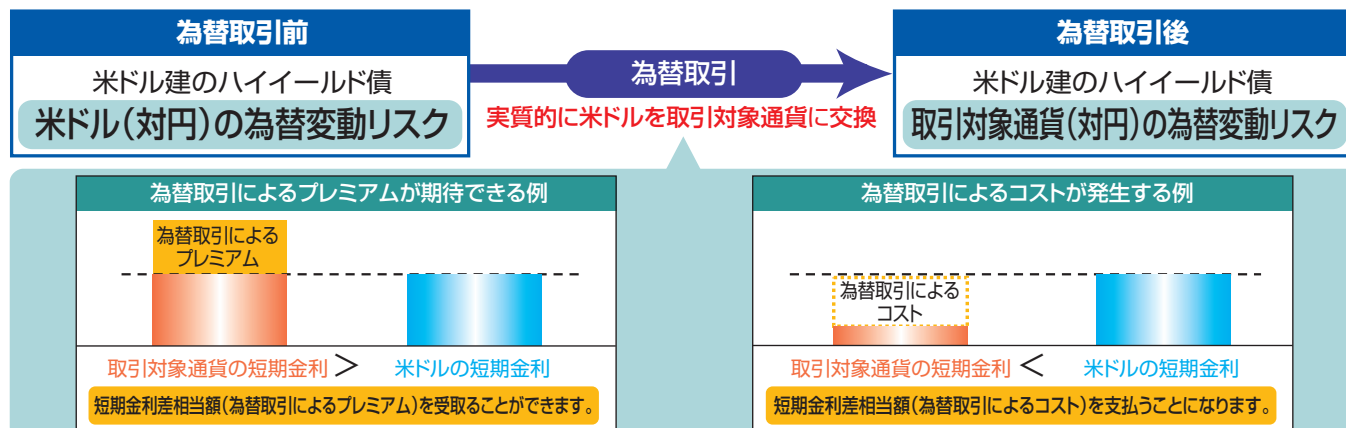 為替取引前
米ドル建のハイイールド債
米ドル(対円)の為替変動リスク
為替取引
実質的に米ドルを取引対象通貨に交換
為替取引後
米ドル建のハイイールド債
取引対象通貨(対円)の為替変動リスク
為替取引によるプレミアムが期待できる例
為替取引による
プレミアム
取引対象通貨の短期金利 > 米ドルの短期金利
短期金利差相当額(為替取引によるプレミアム)を受取ることができます。
為替取引によるコストが発生する例
為替取引による
コスト
取引対象通貨の短期金利 < 米ドルの短期金利
短期金利差相当額(為替取引によるコスト)を支払うことになります。